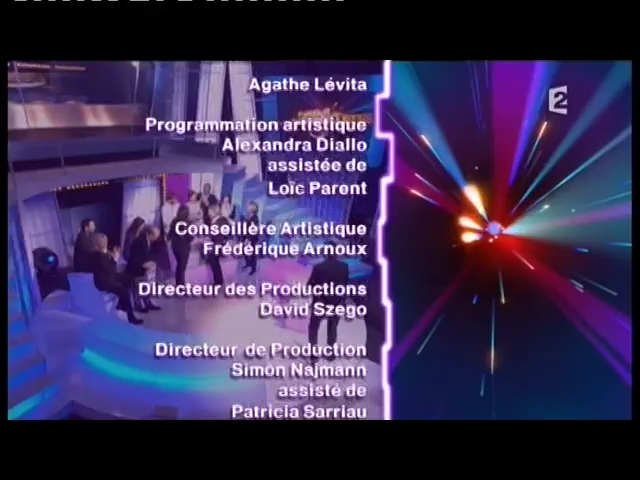 Agathe Lévita
2
Programmation artistique
Alexandra Diallo
assistée de
Loïc Parent
Conseillère Artistique
Frédérique Arnoux
Directeur des Productions
David Szego
Directeur de Production
Simon Najmann
assisté de
Patricia Sarriau